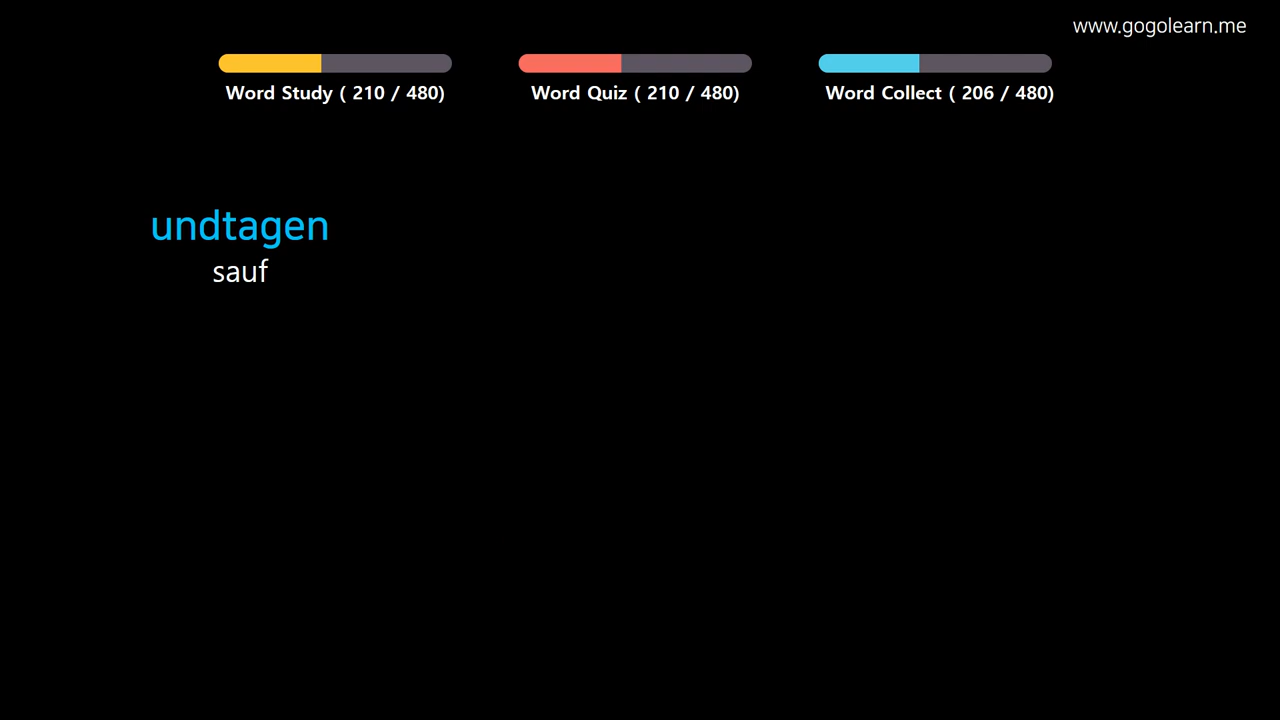 www.gogolearn.me
Word Study ( 210 / 480)
Word Quiz ( 210 / 480)
Word Collect ( 206 / 480)
undtagen
sauf